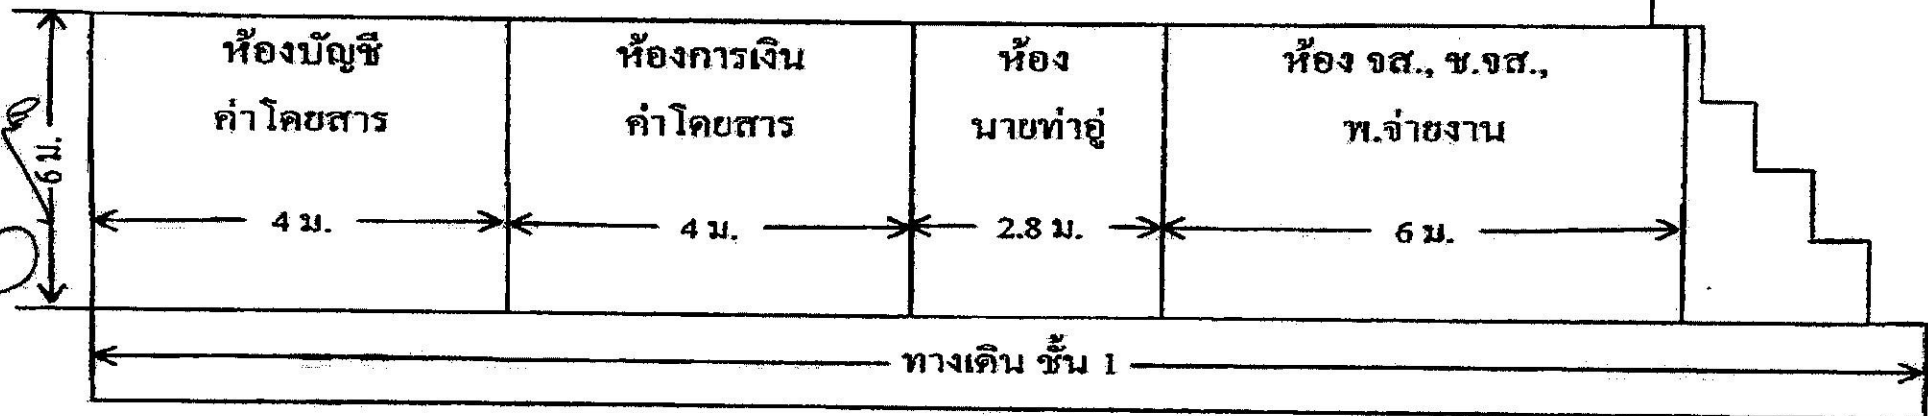 ห้องบัญชี
ค่าโดยสาร
ห้องการเงิน
ค่าโดยสาร
ห้อง
นายท่าอู่
ห้อง จส., ช.จส.,
พ.จ่ายงาน
6 ม.
4 ม.
4 ม.
2.8 ม.
6 ม.
ทางเดิน ชั้น 1